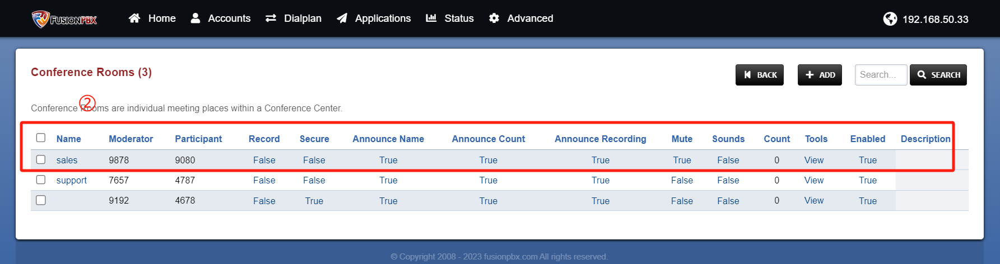 FUSIONPBX Home Accounts Dialplan Applications Status Advanced 192.168.50.33
Conference Rooms (3) BACK ADD Search... SEARCH
②
Conference Rooms are individual meeting places within a Conference Center.
Name Moderator Participant Record Secure Announce Name Announce Count Announce Recording Mute Sounds Count Tools Enabled Description
sales 9878 9080 False False True True True True False 0 View True
support 7657 4787 False False True True True False False 0 View True
9192 4678 False True True True True False False 0 View True
© Copyright 2008 - 2023 fusionpbx.com All rights reserved.